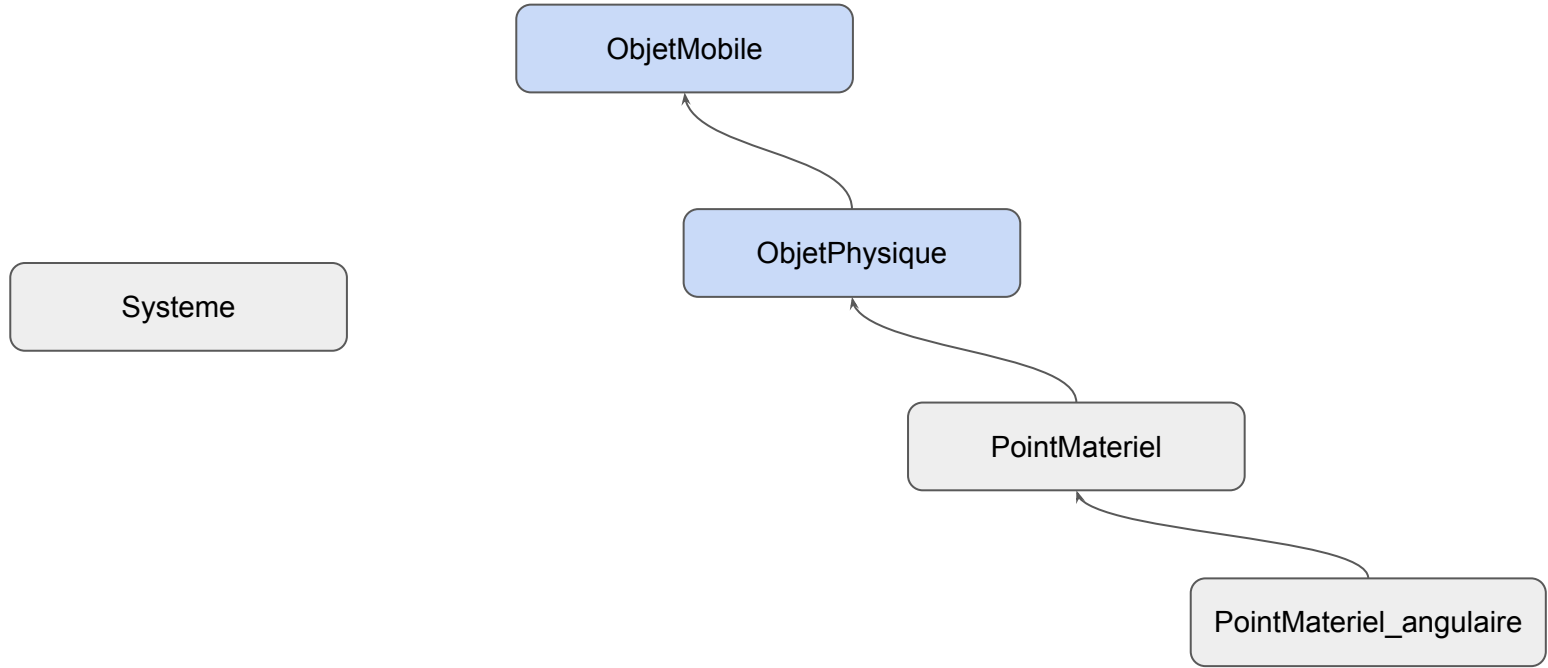 ObjetMobile
ObjetPhysique
Systeme
PointMateriel
PointMateriel_angulaire